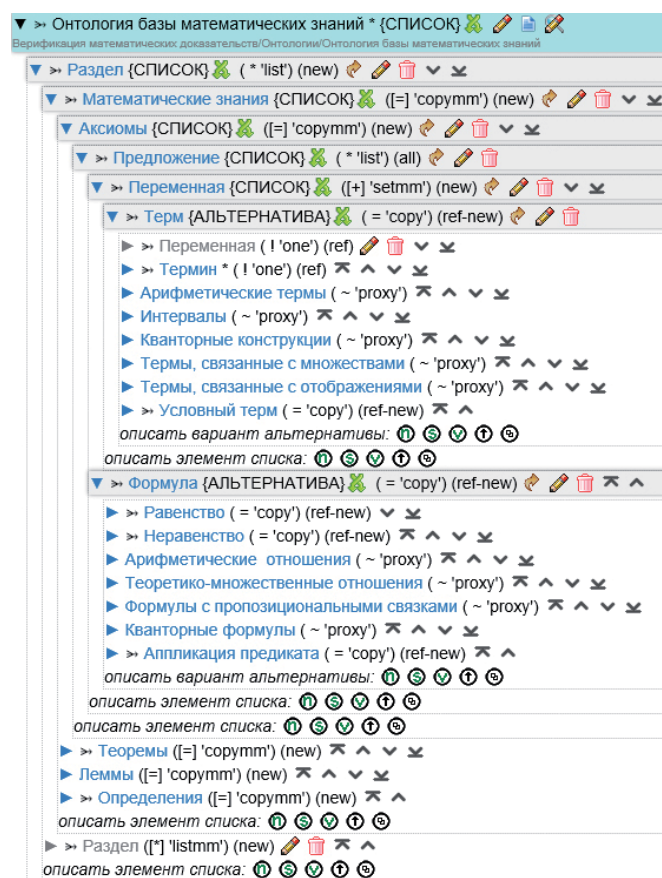 Онтология базы математических знаний * {СПИСОК}
Верификация математических доказательств/Онтологии/Онтология базы математических знаний
Раздел {СПИСОК} ( * 'list') (new)
Математические знания {СПИСОК} ([=] 'copymm') (new)
Аксиомы {СПИСОК} ([=] 'copymm') (new)
Предложение {СПИСОК} ( * 'list') (all)
Переменная {СПИСОК} ([+] 'setmm') (new)
Терм {АЛЬТЕРНАТИВА} ( = 'copy') (ref-new)
Переменная ( ! 'one') (ref)
Термин * ( ! 'one') (ref)
Арифметические термы ( ~ 'proxy')
Интервалы ( ~ 'proxy')
Кванторные конструкции ( ~ 'proxy')
Термы, связанные с множествами ( ~ 'proxy')
Термы, связанные с отображениями ( ~ 'proxy')
Условный терм ( = 'copy') (ref-new)
описать вариант альтернативы:
описать элемент списка:
Формула {АЛЬТЕРНАТИВА} ( = 'copy') (ref-new)
Равенство ( = 'copy') (ref-new)
Неравенство ( = 'copy') (ref-new)
Арифметические отношения ( ~ 'proxy')
Теоретико-множественные отношения ( ~ 'proxy')
Формулы с пропозициональными связками ( ~ 'proxy')
Кванторные формулы ( ~ 'proxy')
Аппликация предиката ( = 'copy') (ref-new)
описать вариант альтернативы:
описать элемент списка:
описать элемент списка:
Теоремы ([=] 'copymm') (new)
Леммы ([=] 'copymm') (new)
Определения ([=] 'copymm') (new)
описать элемент списка:
Раздел ([*] 'listmm') (new)
описать элемент списка: